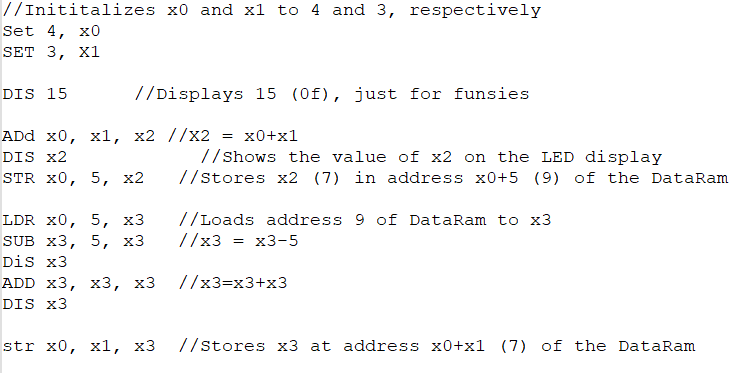 //Inititalizes x0 and x1 to 4 and 3, respectively
Set 4, x0
SET 3, X1
DIS 15 //Displays 15 (0f), just for funsies
ADd x0, x1, x2 //X2 = x0+x1
DIS x2 //Shows the value of x2 on the LED display
STR x0, 5, x2 //Stores x2 (7) in address x0+5 (9) of the DataRam
LDR x0, 5, x3 //Loads address 9 of DataRam to x3
SUB x3, 5, x3 //x3 = x3-5
DiS x3
ADD x3, x3, x3 //x3=x3+x3
DIS x3
str x0, x1, x3 //Stores x3 at address x0+x1 (7) of the DataRam